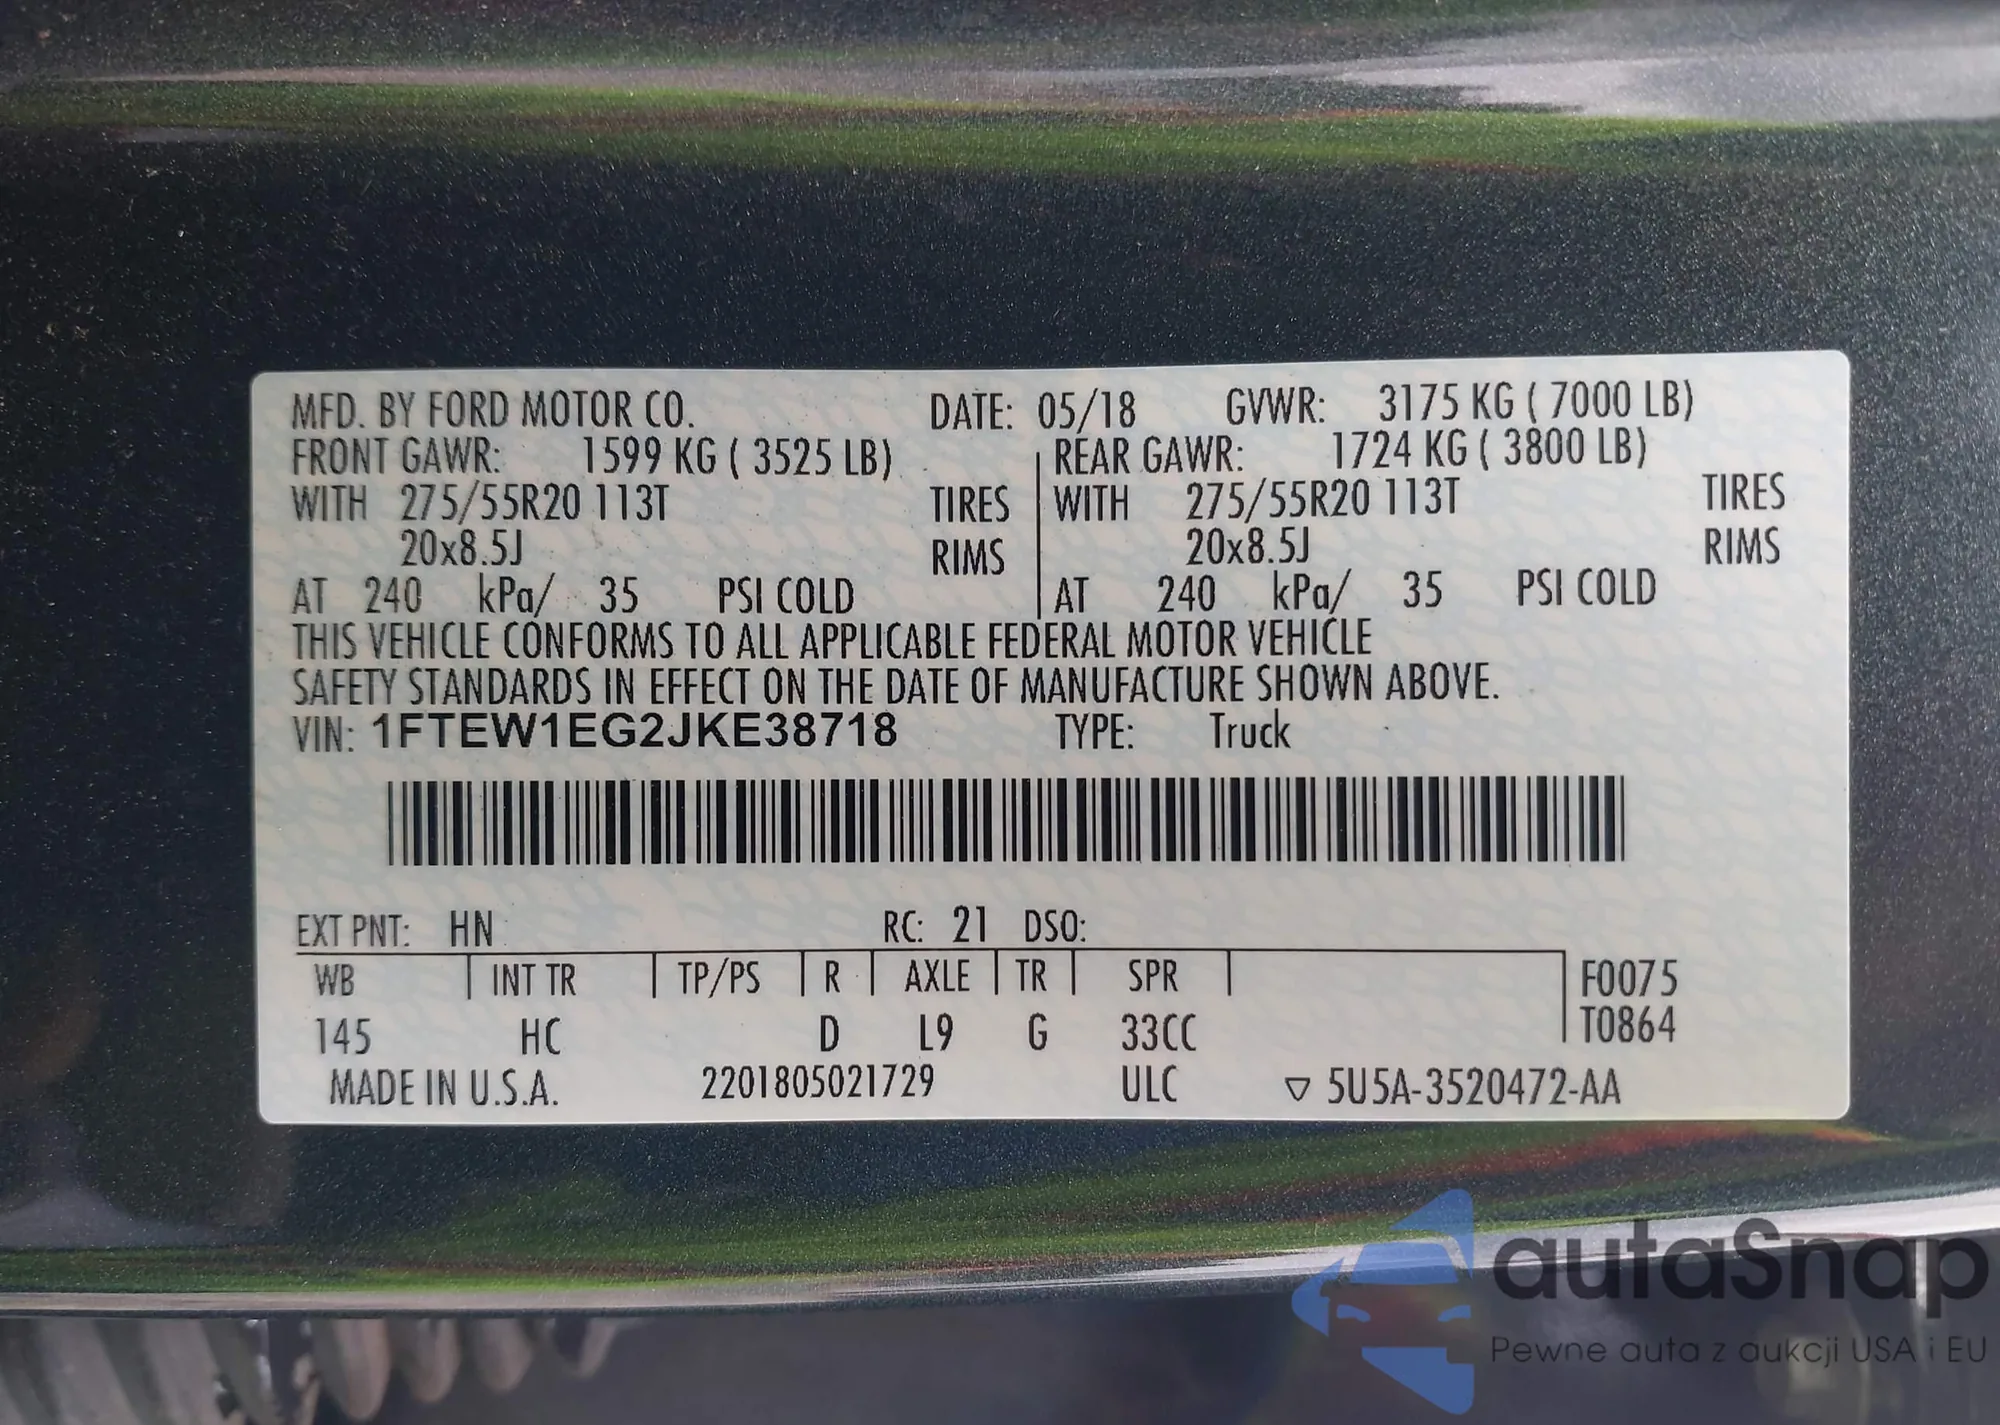 MFD. BY FORD MOTOR CO. DATE: 05/18 GVWR: 3175 KG ( 7000 LB)
FRONT GAWR: 1599 KG ( 3525 LB) REAR GAWR: 1724 KG ( 3800 LB)
WITH 275/55R20 113T TIRES WITH 275/55R20 113T TIRES
20x8.5J RIMS 20x8.5J RIMS
AT 240 kPa/ 35 PSI COLD AT 240 kPa/ 35 PSI COLD
THIS VEHICLE CONFORMS TO ALL APPLICABLE FEDERAL MOTOR VEHICLE
SAFETY STANDARDS IN EFFECT ON THE DATE OF MANUFACTURE SHOWN ABOVE.
VIN: 1FTEW1EG2JKE38718 TYPE: Truck
EXT PNT: HN RC: 21 DSO:
WB INT TR TP/PS R AXLE TR SPR F0075
145 HC D L9 G 33CC T0864
MADE IN U.S.A. 2201805021729 ULC ▽ 5U5A-3520472-AA
autaSnap
Pewne auta z aukcji USA i EU